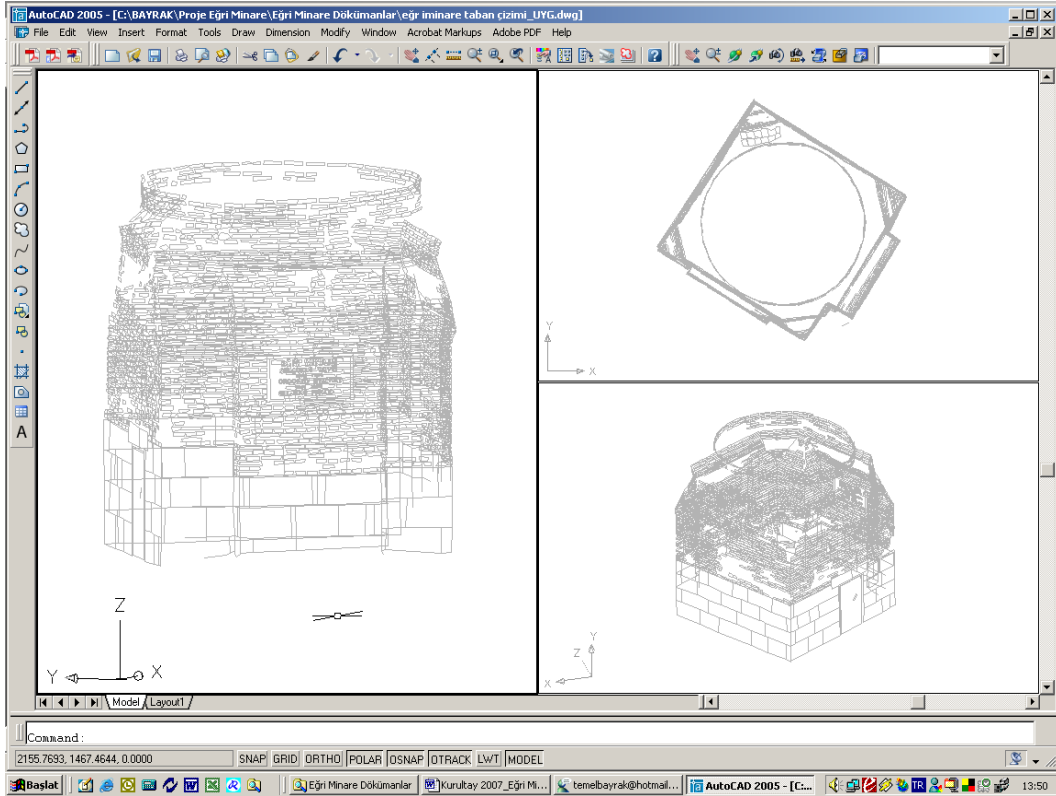 AutoCAD 2005 - [C:\BAYRAK\Proje Eğri Minare\Eğri Minare Dökümanlar\eğr iminare taban çizimi_UYG.dwg]
File Edit View Insert Format Tools Draw Dimension Modify Window Acrobat Markups Adobe PDF Help
A
Y
X
Z
Y X
Y
Z
X
Model Layout1
Command:
2155.7693, 1467.4644, 0.0000 SNAP GRID ORTHO POLAR OSNAP OTRACK LWT MODEL
Başlat Eğri Minare Dökümanlar Kurultay 2007_Eğri Mi... temelbayrak@hotmail... AutoCAD 2005 - [C:... TR 13:50